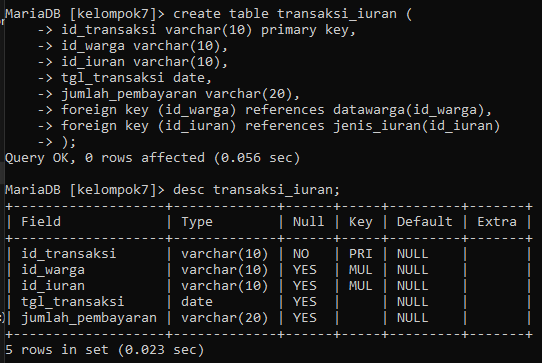 MariaDB [kelompok7]> create table transaksi_iuran (
    -> id_transaksi varchar(10) primary key,
    -> id_warga varchar(10),
    -> id_iuran varchar(10),
    -> tgl_transaksi date,
    -> jumlah_pembayaran varchar(20),
    -> foreign key (id_warga) references datawarga(id_warga),
    -> foreign key (id_iuran) references jenis_iuran(id_iuran)
    -> );
Query OK, 0 rows affected (0.056 sec)

MariaDB [kelompok7]> desc transaksi_iuran;
+-------------------+-------------+------+-----+---------+-------+
| Field             | Type        | Null | Key | Default | Extra |
+-------------------+-------------+------+-----+---------+-------+
| id_transaksi      | varchar(10) | NO   | PRI | NULL    |       |
| id_warga          | varchar(10) | YES  | MUL | NULL    |       |
| id_iuran          | varchar(10) | YES  | MUL | NULL    |       |
| tgl_transaksi     | date        | YES  |     | NULL    |       |
| jumlah_pembayaran | varchar(20) | YES  |     | NULL    |       |
+-------------------+-------------+------+-----+---------+-------+
5 rows in set (0.023 sec)